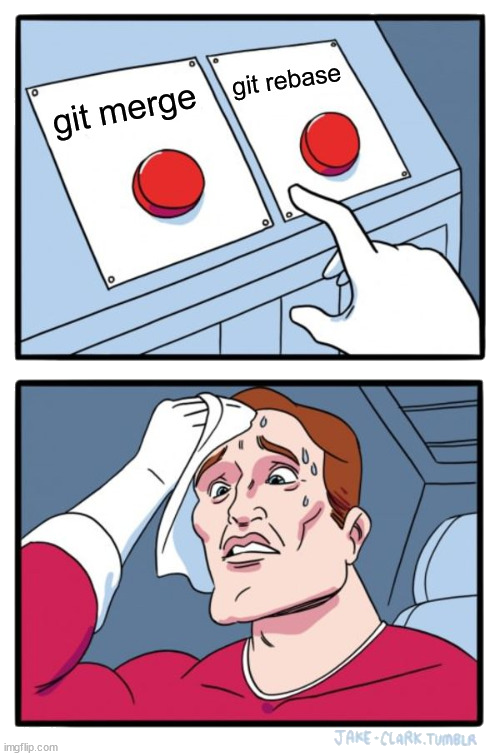 git merge
git rebase
JAKE-CLARK.TUMBLR
imgflip.com